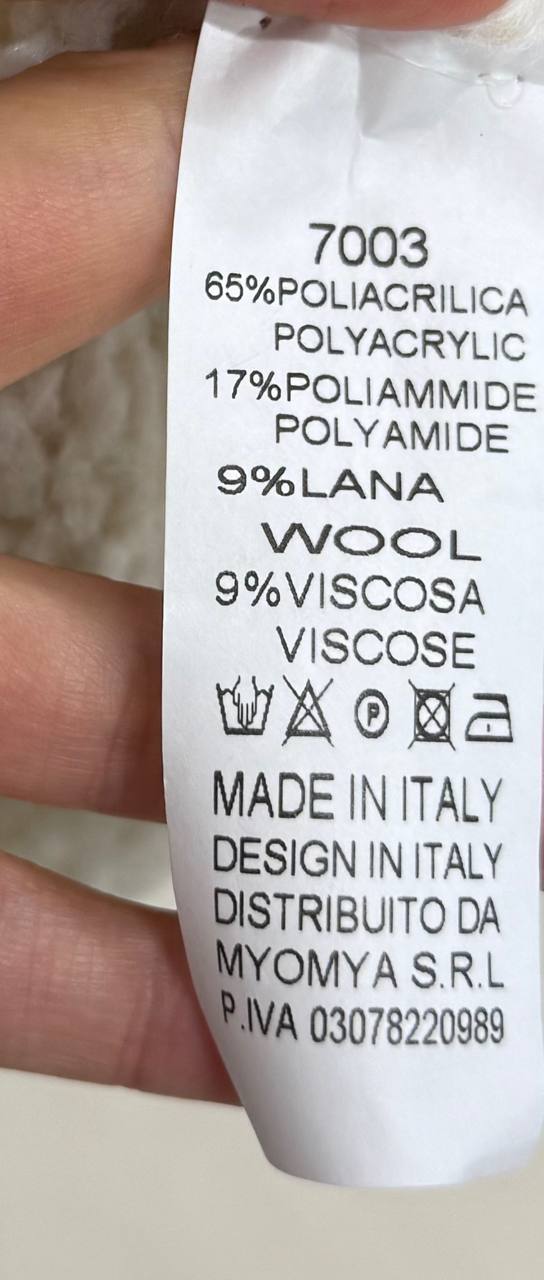 7003
65%POLIACRILICA
POLYACRYLIC
17%POLIAMMIDE
POLYAMIDE
9%LANA
WOOL
9%VISCOSA
VISCOSE
P
MADE IN ITALY
DESIGN IN ITALY
DISTRIBUITO DA
MYOMYA S.R.L
P.IVA 03078220989